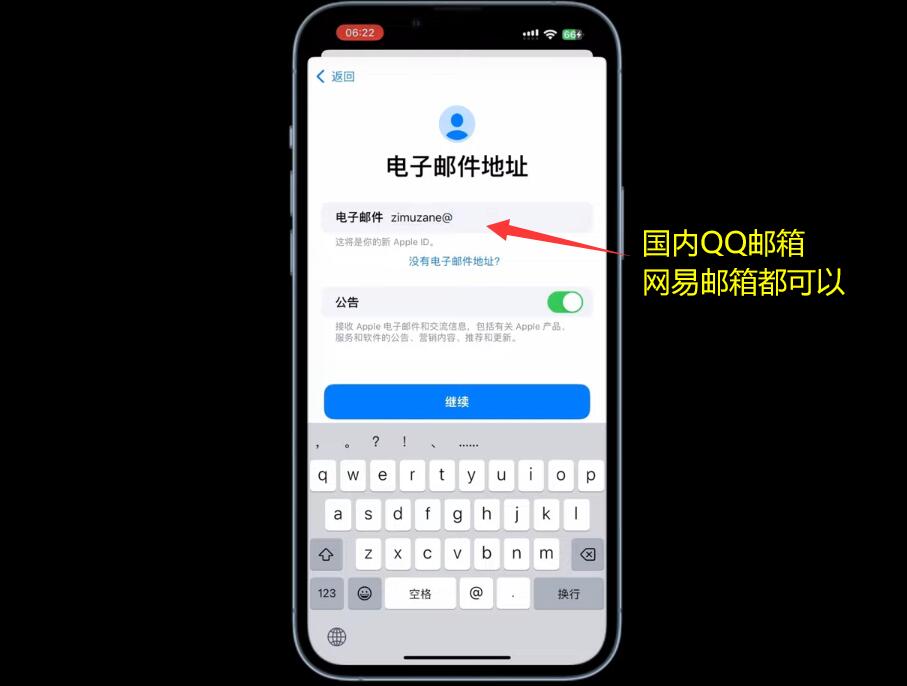 06:22
66
返回
电子邮件地址
电子邮件 zimuzane@
这将是你的新 Apple ID。
没有电子邮件地址?
国内QQ邮箱
网易邮箱都可以
公告
接收 Apple 电子邮件和交流信息，包括有关 Apple 产品、
服务和软件的公告、营销内容、推荐和更新。
继续
， 。 ？ ！ 、 ……
q w e r t y u i o p
a s d f g h j k l
z x c v b n m
123 空格 @ . 换行